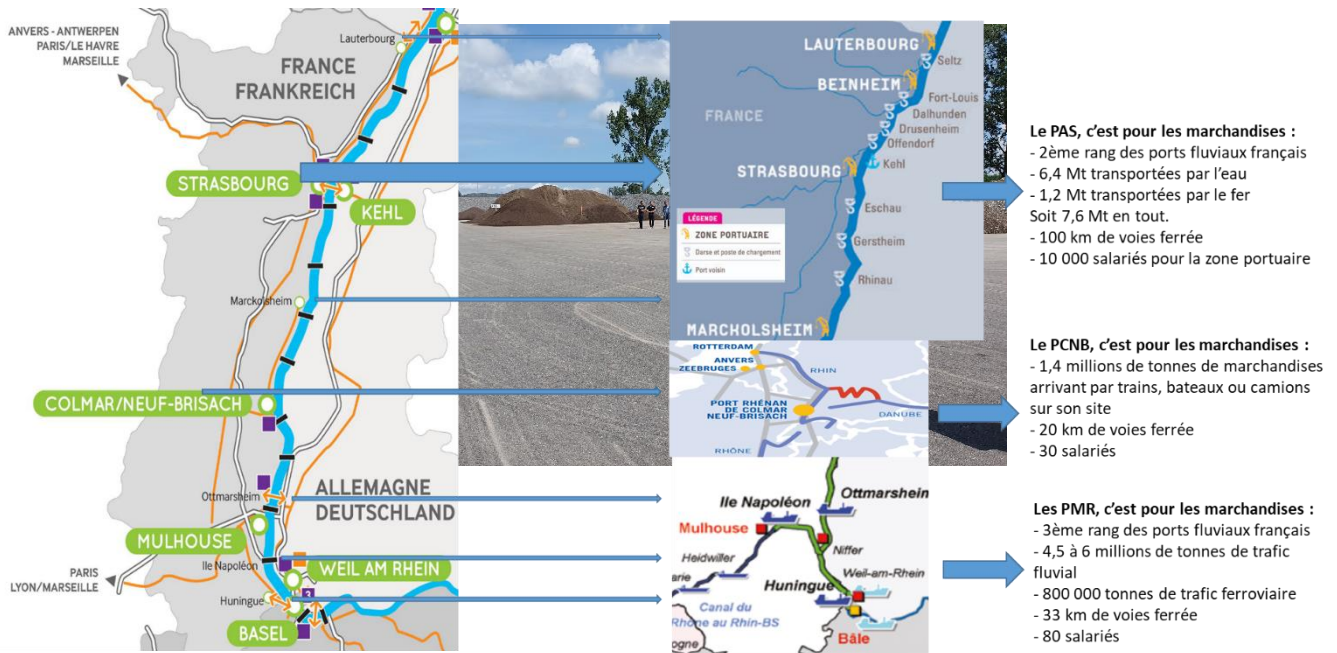 ANVERS - ANTWERPEN
PARIS/LE HAVRE
MARSEILLE
Lauterbourg
FRANCE
FRANKREICH
STRASBOURG
KEHL
Marckolsheim
COLMAR/NEUF-BRISACH
Ottmarsheim
ALLEMAGNE
DEUTSCHLAND
MULHOUSE
Ile Napoléon
WEIL AM RHEIN
PARIS
LYON/MARSEILLE
Huningue
3
BASEL
LAUTERBOURG
Seltz
BEINHEIM
Fort-Louis
FRANCE
Dalhunden
Drusenheim
Offendorf
STRASBOURG
Kehl
LÉGENDE
ZONE PORTUAIRE
Darse et poste de chargement
Port voisin
Eschau
Gerstheim
Rhinau
MARCHOLSHEIM
ROTTERDAM
ANVERS
ZEEBRUGES
RHIN
PORT RHÉNAN
DE COLMAR
NEUF-BRISACH
DANUBE
RHÔNE
Ile Napoléon
Ottmarsheim
Mulhouse
Heidwiller
Niffer
arie
Huningue
Weil-am-Rhein
Canal du
Rhône au Rhin-BS
ogne
Bâle
Le PAS, c’est pour les marchandises :
- 2ème rang des ports fluviaux français
- 6,4 Mt transportées par l’eau
- 1,2 Mt transportées par le fer
Soit 7,6 Mt en tout.
- 100 km de voies ferrée
- 10 000 salariés pour la zone portuaire
Le PCNB, c’est pour les marchandises :
- 1,4 millions de tonnes de marchandises
arrivant par trains, bateaux ou camions
sur son site
- 20 km de voies ferrée
- 30 salariés
Les PMR, c’est pour les marchandises :
- 3ème rang des ports fluviaux français
- 4,5 à 6 millions de tonnes de trafic
fluvial
- 800 000 tonnes de trafic ferroviaire
- 33 km de voies ferrée
- 80 salariés